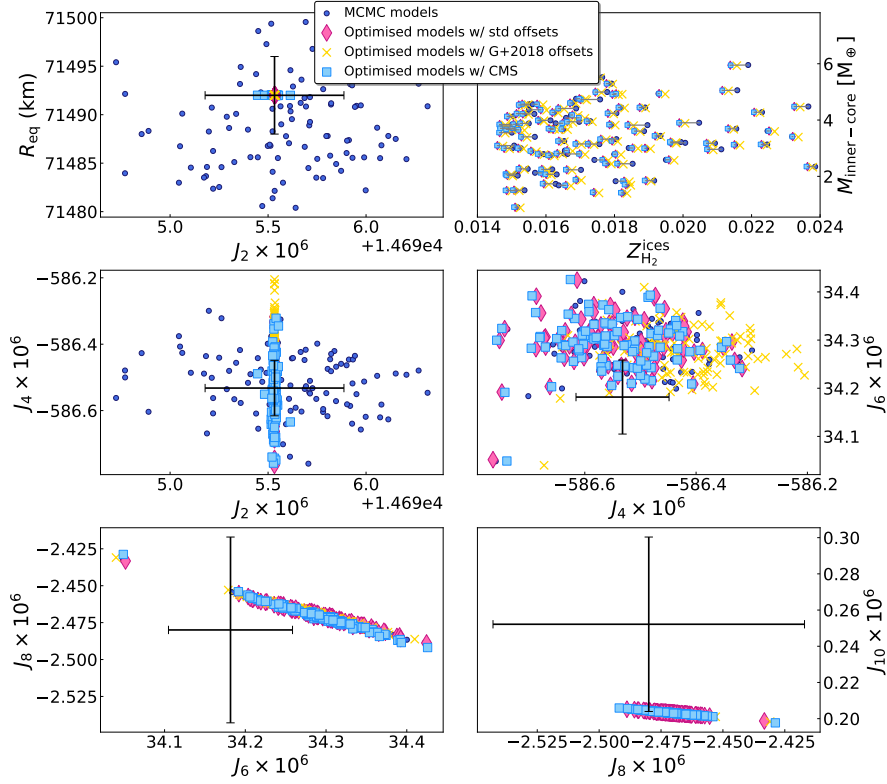 MCMC models
Optimised models w/ std offsets
Optimised models w/ G+2018 offsets
Optimised models w/ CMS
71500
71495
71490
71485
71480
R_eq (km)
5.0
5.5
6.0
+1.469e4
J_2 × 10^6
6
4
2
M_inner−core [M_⊕]
0.014
0.016
0.018
0.020
0.022
0.024
Z_H_2^ices
−586.2
−586.4
−586.6
J_4 × 10^6
5.0
5.5
6.0
+1.469e4
J_2 × 10^6
34.4
34.3
34.2
34.1
J_6 × 10^6
−586.6
−586.4
−586.2
J_4 × 10^6
−2.425
−2.450
−2.475
−2.500
−2.525
J_8 × 10^6
34.1
34.2
34.3
34.4
J_6 × 10^6
0.30
0.28
0.26
0.24
0.22
0.20
J_10 × 10^6
−2.525
−2.500
−2.475
−2.450
−2.425
J_8 × 10^6